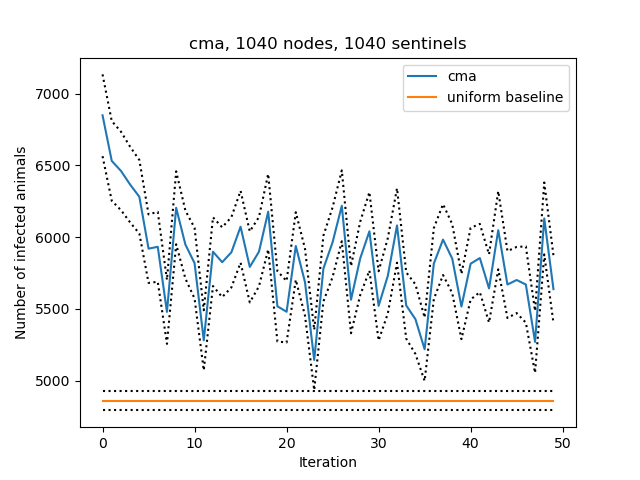 cma, 1040 nodes, 1040 sentinels
cma
uniform baseline
Number of infected animals
7000
6500
6000
5500
5000
0 10 20 30 40 50
Iteration